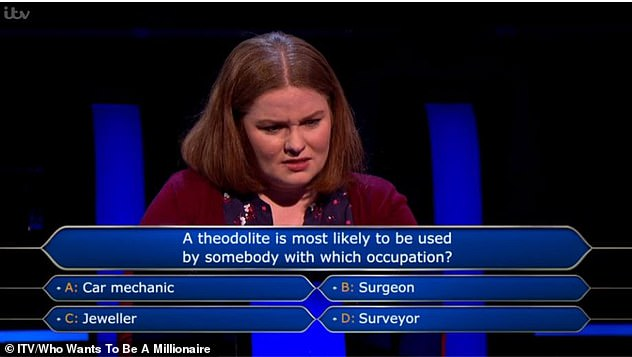 itv
A theodolite is most likely to be used
by somebody with which occupation?
• A: Car mechanic
• B: Surgeon
• C: Jeweller
• D: Surveyor
© ITV/Who Wants To Be A Millionaire